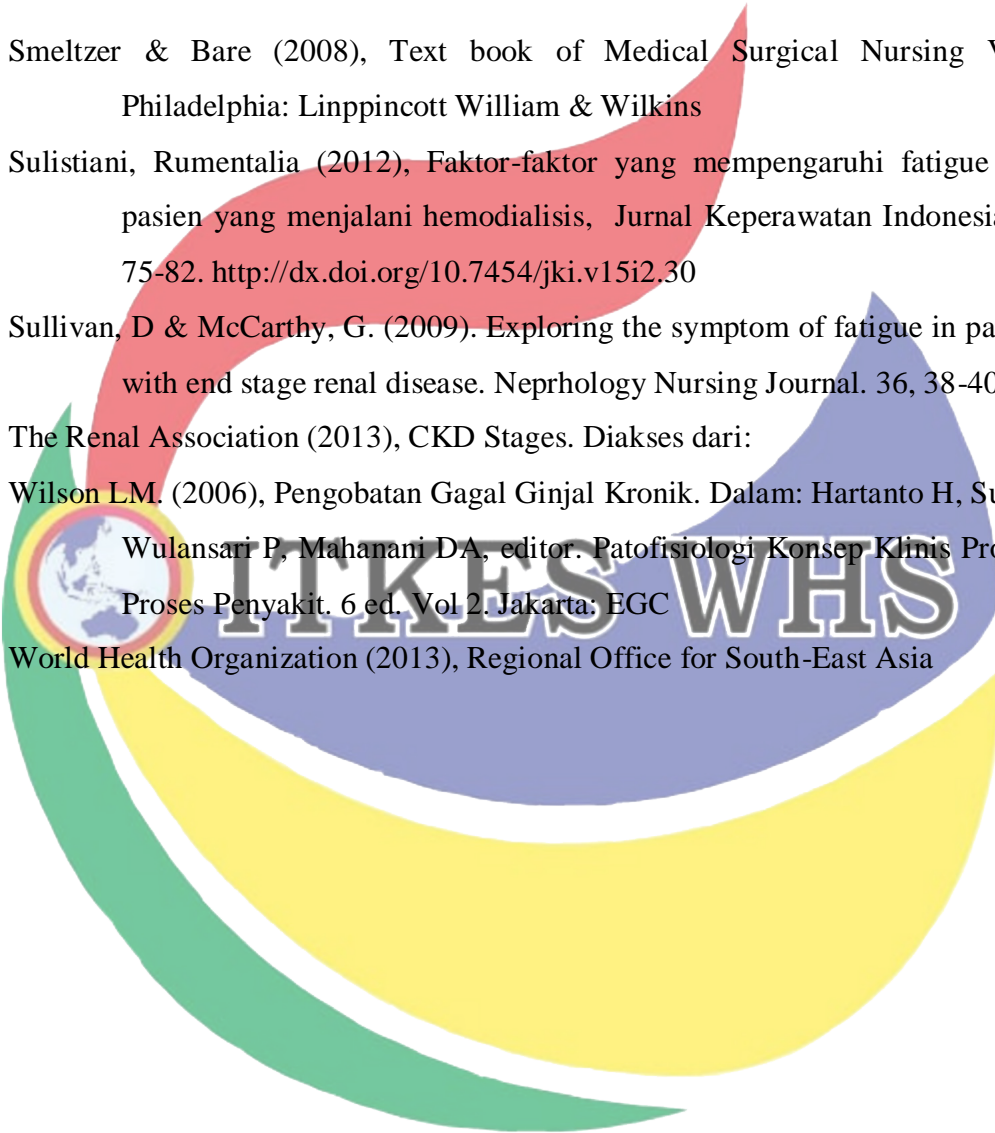 Smeltzer & Bare (2008), Text book of Medical Surgical Nursing
Philadelphia: Linppincott William & Wilkins
Sulistiani, Rumentalia (2012), Faktor-faktor yang mempengaruhi fatigue
pasien yang menjalani hemodialisis, Jurnal Keperawatan Indonesia
75-82. http://dx.doi.org/10.7454/jki.v15i2.30
Sullivan, D & McCarthy, G. (2009). Exploring the symptom of fatigue in
with end stage renal disease. Neprhology Nursing Journal. 36, 38-40
The Renal Association (2013), CKD Stages. Diakses dari:
Wilson LM. (2006), Pengobatan Gagal Ginjal Kronik. Dalam: Hartanto H,
Wulansari P, Mahanani DA, editor. Patofisiologi Konsep Klinis
Proses Penyakit. 6 ed. Vol 2. Jakarta: EGC
ITKES WHS
World Health Organization (2013), Regional Office for South-East Asia